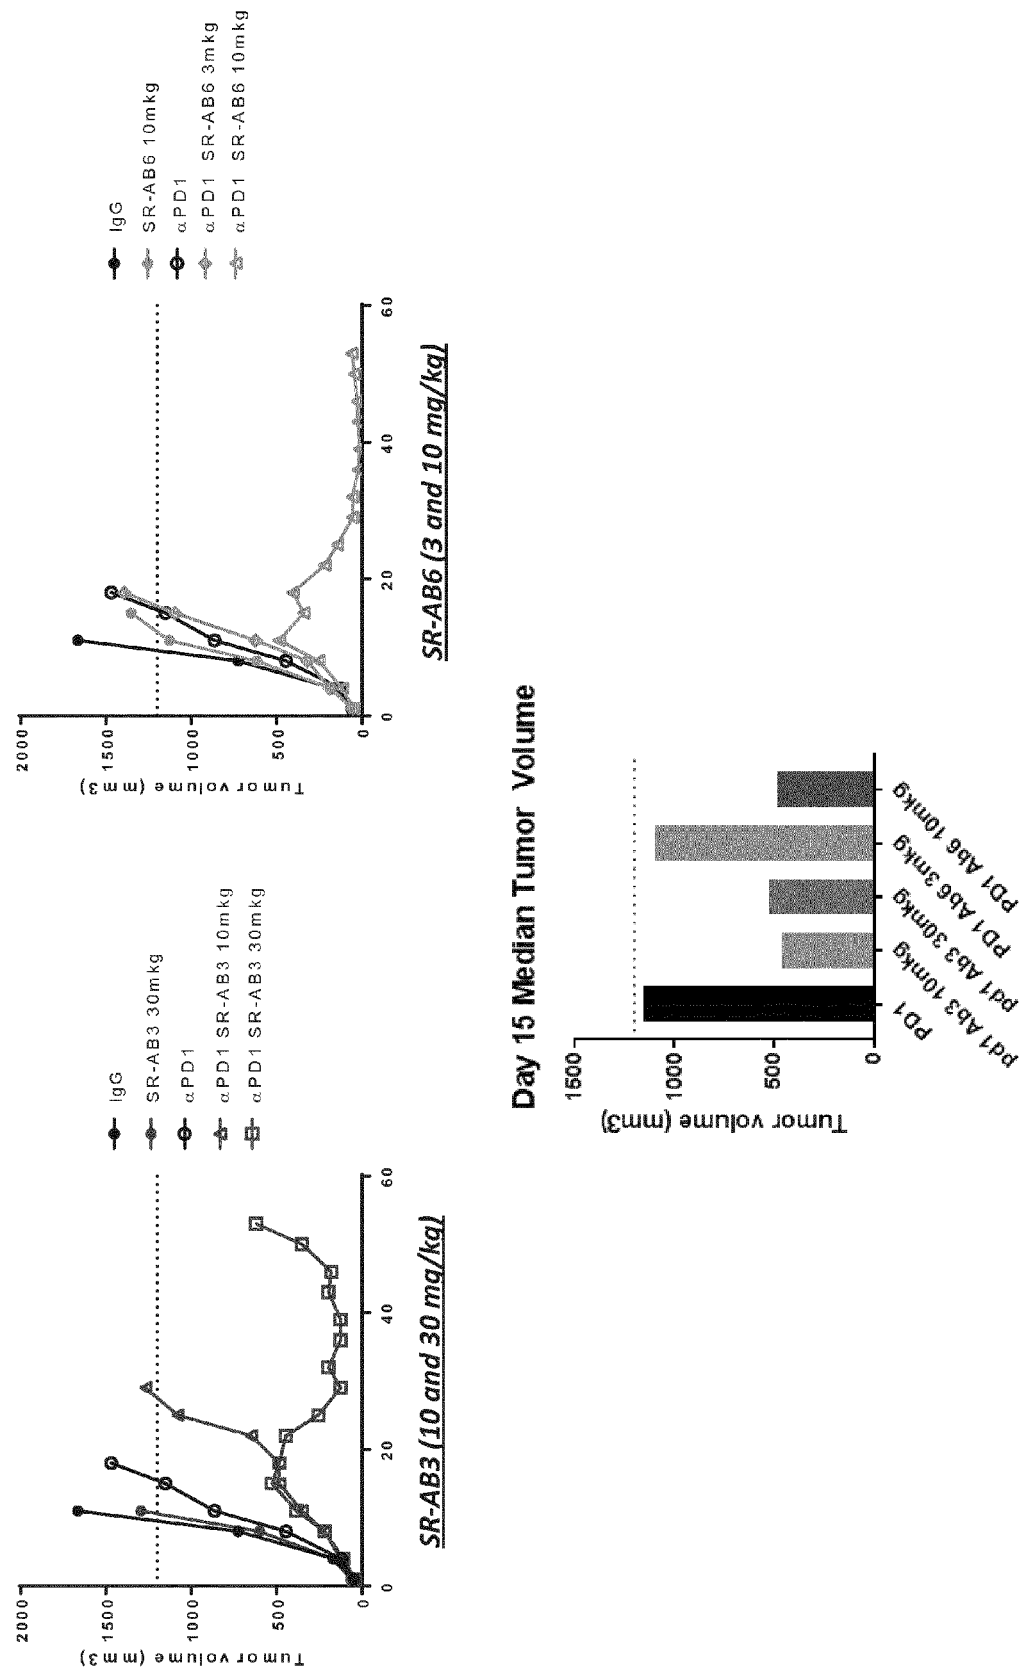 2000
1500
1000
500
0
Tumor volume (mm3)
0
20
40
60
IgG
SR-AB3 30mkg
αPD1
αPD1 SR-AB3 10mkg
αPD1 SR-AB3 30mkg
SR-AB3 (10 and 30 mg/kg)
2000
1500
1000
500
0
Tumor volume (mm3)
0
20
40
60
IgG
SR-AB6 10mkg
αPD1
αPD1 SR-AB6 3mkg
αPD1 SR-AB6 10mkg
SR-AB6 (3 and 10 mg/kg)
Day 15 Median Tumor Volume
1500
1000
500
0
Tumor volume (mm3)
PD1
pd1 Ab3 10mkg
pd1 Ab3 30mkg
PD1 Ab6 3mkg
PD1 Ab6 10mkg